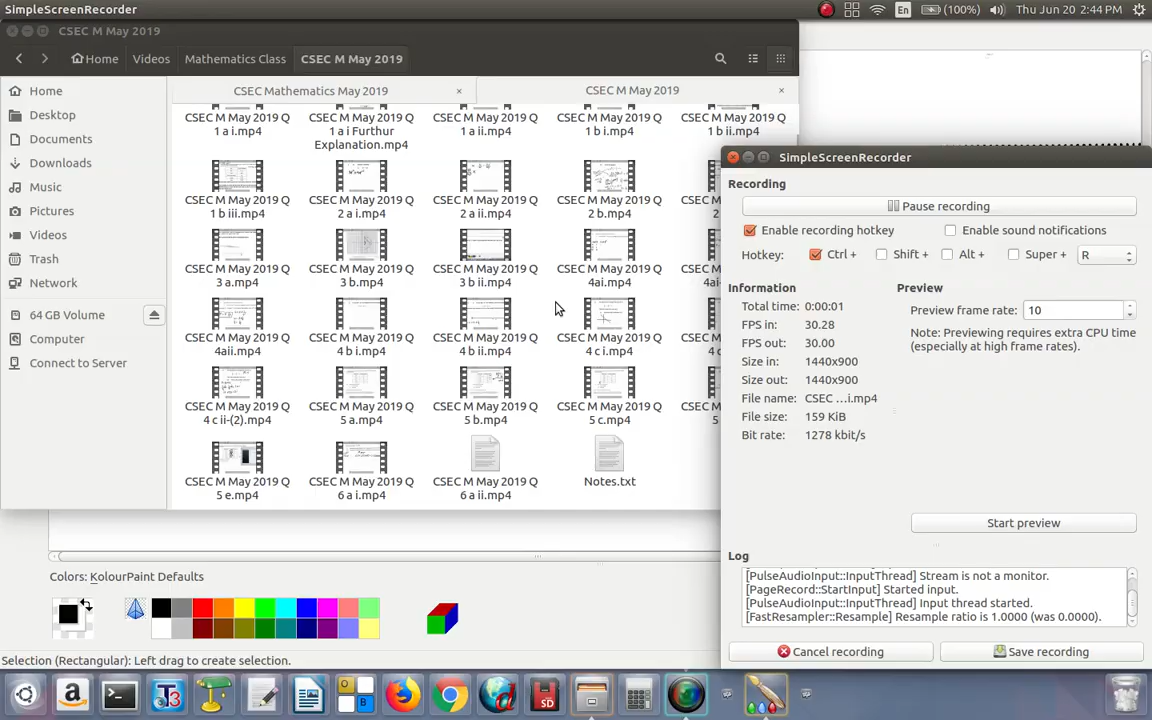 SimpleScreenRecorder
En
(100%)
Thu Jun 20 2:44 PM
CSEC M May 2019
Home
Videos
Mathematics Class
CSEC M May 2019
Home
Desktop
Documents
Downloads
Music
Pictures
Videos
Trash
Network
64 GB Volume
Computer
Connect to Server
CSEC Mathematics May 2019
CSEC M May 2019
CSEC M May 2019 Q
1 a i.mp4
CSEC M May 2019 Q
1 a i Furthur
Explanation.mp4
CSEC M May 2019 Q
1 a ii.mp4
CSEC M May 2019 Q
1 b i.mp4
CSEC M May 2019 Q
1 b ii.mp4
CSEC M May 2019 Q
1 b iii.mp4
CSEC M May 2019 Q
2 a i.mp4
CSEC M May 2019 Q
2 a ii.mp4
CSEC M May 2019 Q
2 b.mp4
CSEC
2
CSEC M May 2019 Q
3 a.mp4
CSEC M May 2019 Q
3 b.mp4
CSEC M May 2019 Q
3 b ii.mp4
CSEC M May 2019 Q
4ai.mp4
CSEC
4ai-
CSEC M May 2019 Q
4aii.mp4
CSEC M May 2019 Q
4 b i.mp4
CSEC M May 2019 Q
4 b ii.mp4
CSEC M May 2019 Q
4 c i.mp4
CSEC
4 c
CSEC M May 2019 Q
4 c ii-(2).mp4
CSEC M May 2019 Q
5 a.mp4
CSEC M May 2019 Q
5 b.mp4
CSEC M May 2019 Q
5 c.mp4
CSEC
5
CSEC M May 2019 Q
5 e.mp4
CSEC M May 2019 Q
6 a i.mp4
CSEC M May 2019 Q
6 a ii.mp4
Notes.txt
SimpleScreenRecorder
Recording
Pause recording
Enable recording hotkey
Enable sound notifications
Hotkey:
Ctrl +
Shift +
Alt +
Super +
R
Information
Total time: 0:00:01
FPS in: 30.28
FPS out: 30.00
Size in: 1440x900
Size out: 1440x900
File name: CSEC ...i.mp4
File size: 159 KiB
Bit rate: 1278 kbit/s
Preview
Preview frame rate: 10
Note: Previewing requires extra CPU time
(especially at high frame rates).
Start preview
Log
[PulseAudioInput::InputThread] Stream is not a monitor.
[PageRecord::StartInput] Started input.
[PulseAudioInput::InputThread] Input thread started.
[FastResampler::Resample] Resample ratio is 1.0000 (was 0.0000).
Cancel recording
Save recording
Colors: KolourPaint Defaults
Selection (Rectangular): Left drag to create selection.